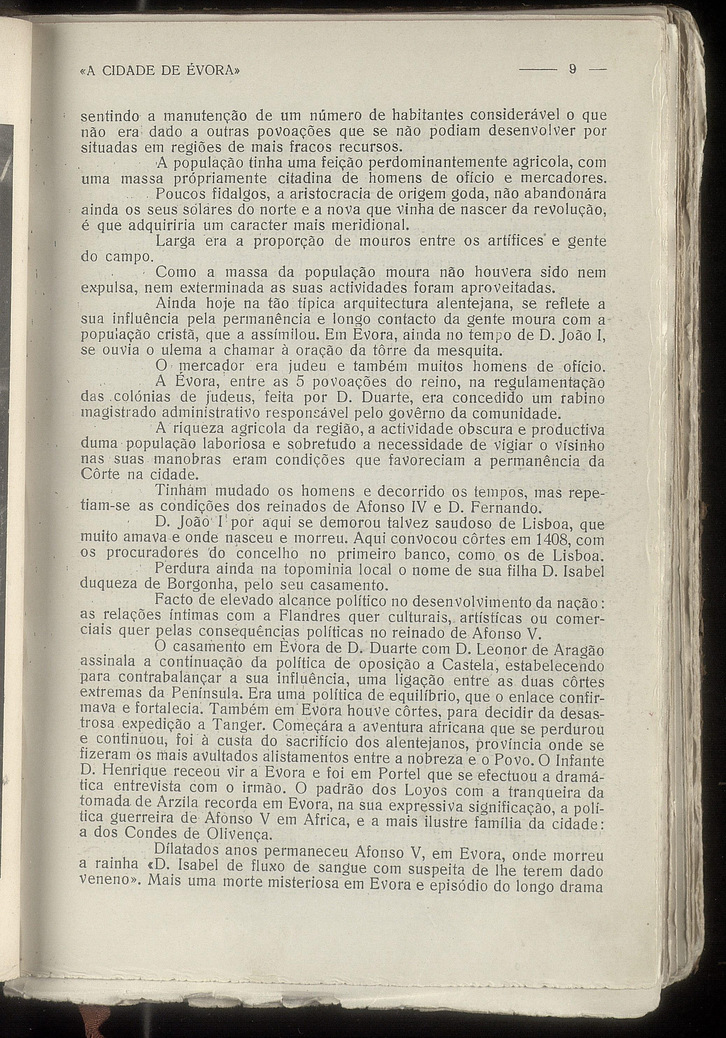 «A CIDADE DE ÉVORA» 9
sentindo a manutenção de um número de habitantes considerável o que
não era dado a outras povoações que se não podiam desenvolver por
situadas em regiões de mais fracos recursos.
A população tinha uma feição perdominantemente agricola, com
uma massa própriamente citadina de homens de ofício e mercadores.
Poucos fidalgos, a aristocracia de origem goda, não abandonára
ainda os seus solares do norte e a nova que vinha de nascer da revolução,
é que adquiriria um caracter mais meridional.
Larga era a proporção de mouros entre os artífices e gente
do campo.
Como a massa da população moura não houvera sido nem
expulsa, nem exterminada as suas actividades foram aproveitadas.
Ainda hoje na tão típica arquitectura alentejana, se reflete a
sua influência pela permanência e longo contacto da gente moura com a
população cristã, que a assimilou. Em Évora, ainda no tempo de D. João I,
se ouvia o ulema a chamar à oração da tôrre da mesquita.
O mercador era judeu e também muitos homens de ofício.
A Évora, entre as 5 povoações do reino, na regulamentação
das colónias de judeus, feita por D. Duarte, era concedido um rabino
magistrado administrativo responsável pelo govêrno da comunidade.
A riqueza agricola da região, a actividade obscura e productiva
duma população laboriosa e sobretudo a necessidade de vigiar o visinho
nas suas manobras eram condições que favoreciam a permanência da
Côrte na cidade.
Tinham mudado os homens e decorrido os tempos, mas repe-
tiam-se as condições dos reinados de Afonso IV e D. Fernando.
D. João I por aqui se demorou talvez saudoso de Lisboa, que
muito amava e onde nasceu e morreu. Aqui convocou côrtes em 1408, com
os procuradores do concelho no primeiro banco, como os de Lisboa.
Perdura ainda na toponimia local o nome de sua filha D. Isabel
duqueza de Borgonha, pelo seu casamento.
Facto de elevado alcance político no desenvolvimento da nação:
as relações íntimas com a Flandres quer culturais, artísticas ou comer-
ciais quer pelas consequências políticas no reinado de Afonso V.
O casamento em Évora de D. Duarte com D. Leonor de Aragão
assinala a continuação da política de oposição a Castela, estabelecendo
para contrabalançar a sua influência, uma ligação entre as duas côrtes
extremas da Península. Era uma política de equilíbrio, que o enlace confir-
mava e fortalecia. Também em Evora houve côrtes, para decidir da desas-
trosa expedição a Tanger. Começára a aventura africana que se perdurou
e continuou, foi à custa do sacrifício dos alentejanos, província onde se
fizeram os mais avultados alistamentos entre a nobreza e o Povo. O Infante
D. Henrique receou vir a Evora e foi em Portel que se efectuou a dramá-
tica entrevista com o irmão. O padrão dos Loyos com a tranqueira da
tomada de Arzila recorda em Evora, na sua expressiva significação, a polí-
tica guerreira de Afonso V em Africa, e a mais ilustre família da cidade:
a dos Condes de Olivença.
Dilatados anos permaneceu Afonso V, em Evora, onde morreu
a rainha «D. Isabel de fluxo de sangue com suspeita de lhe terem dado
veneno». Mais uma morte misteriosa em Evora e episódio do longo drama